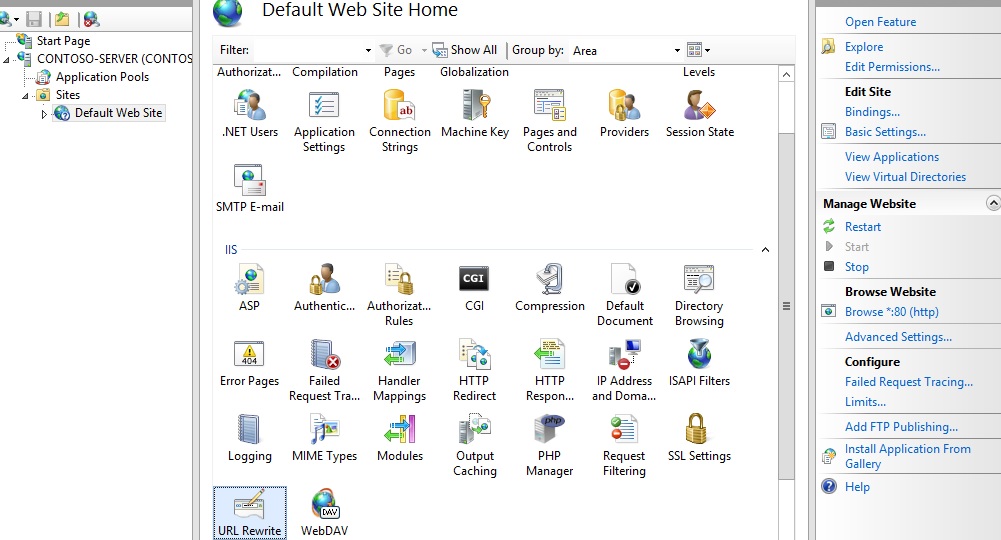 Start Page
CONTOSO-SERVER (CONTOS
Application Pools
Sites
Default Web Site
Default Web Site Home
Filter: Go Show All Group by: Area
Authorizat... Compilation Pages Globalization Levels
.NET Users Application Settings Connection Strings Machine Key Pages and Controls Providers Session State
SMTP E-mail
IIS
ASP Authentic... Authorizat... Rules CGI Compression Default Document Directory Browsing
Error Pages Failed Request Tra... Handler Mappings HTTP Redirect HTTP Respon... IP Address and Doma... ISAPI Filters
Logging MIME Types Modules Output Caching PHP Manager Request Filtering SSL Settings
URL Rewrite WebDAV
Open Feature
Explore
Edit Permissions...
Edit Site
Bindings...
Basic Settings...
View Applications
View Virtual Directories
Manage Website
Restart
Start
Stop
Browse Website
Browse *:80 (http)
Advanced Settings...
Configure
Failed Request Tracing...
Limits...
Add FTP Publishing...
Install Application From
Gallery
Help